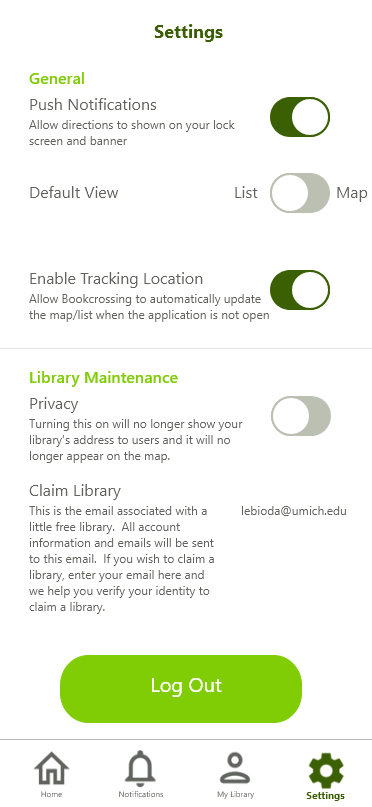 Settings
General
Push Notifications
Allow directions to shown on your lock
screen and banner
Default View
List
Map
Enable Tracking Location
Allow Bookcrossing to automatically update
the map/list when the application is not open
Library Maintenance
Privacy
Turning this on will no longer show your
library's address to users and it will no
longer appear on the map.
Claim Library
This is the email associated with a
little free library.  All account
information and emails will be sent
to this email.  If you wish to claim a
library, enter your email here and
we help you verify your identity to
claim a library.
lebioda@umich.edu
Log Out
Home
Notifications
My Library
Settings